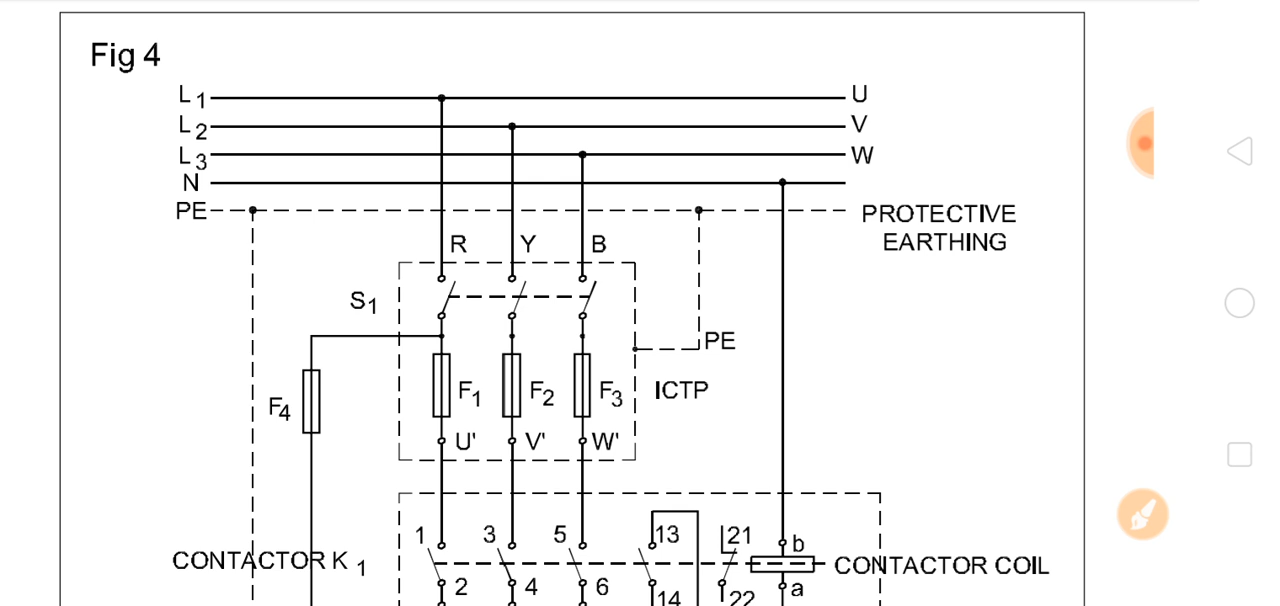 Fig 4
L1 U
L2 V
L3 W
N
PE PROTECTIVE
EARTHING
R Y B
S1
PE
F1 F2 F3 ICTP
F4
U' V' W'
1 3 5 13 21 b
CONTACTOR K1 CONTACTOR COIL
2 4 6 14 22 a